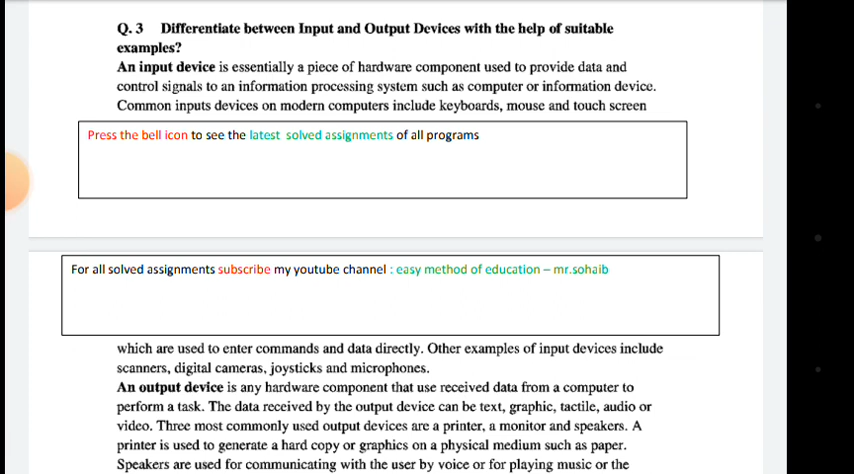 Q. 3 Differentiate between Input and Output Devices with the help of suitable
examples?
An input device is essentially a piece of hardware component used to provide data and
control signals to an information processing system such as computer or information device.
Common inputs devices on modern computers include keyboards, mouse and touch screen
Press the bell icon to see the latest solved assignments of all programs
For all solved assignments subscribe my youtube channel : easy method of education – mr.sohaib
which are used to enter commands and data directly. Other examples of input devices include
scanners, digital cameras, joysticks and microphones.
An output device is any hardware component that use received data from a computer to
perform a task. The data received by the output device can be text, graphic, tactile, audio or
video. Three most commonly used output devices are a printer, a monitor and speakers. A
printer is used to generate a hard copy or graphics on a physical medium such as paper.
Speakers are used for communicating with the user by voice or for playing music or the